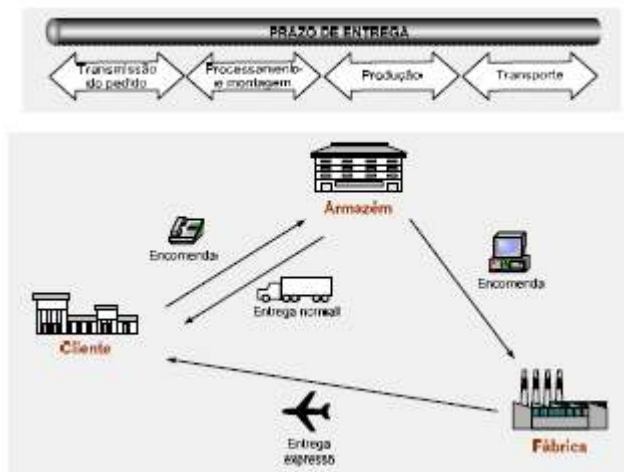 PRAZO DE ENTREGA
Transmissão
do pedido
Processamento
e montagem
Produção
Transporte
Armazém
Encomenda
Encomenda
Entrega normal
Cliente
Entrega
expresso
Fábrica